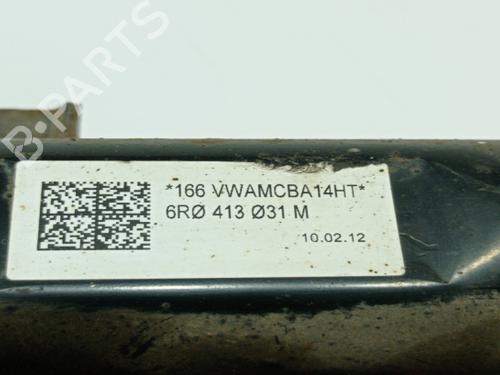 *166 VWAMCBA14HT*
6RØ 413 Ø31 M
10.02.12
B-PARTS